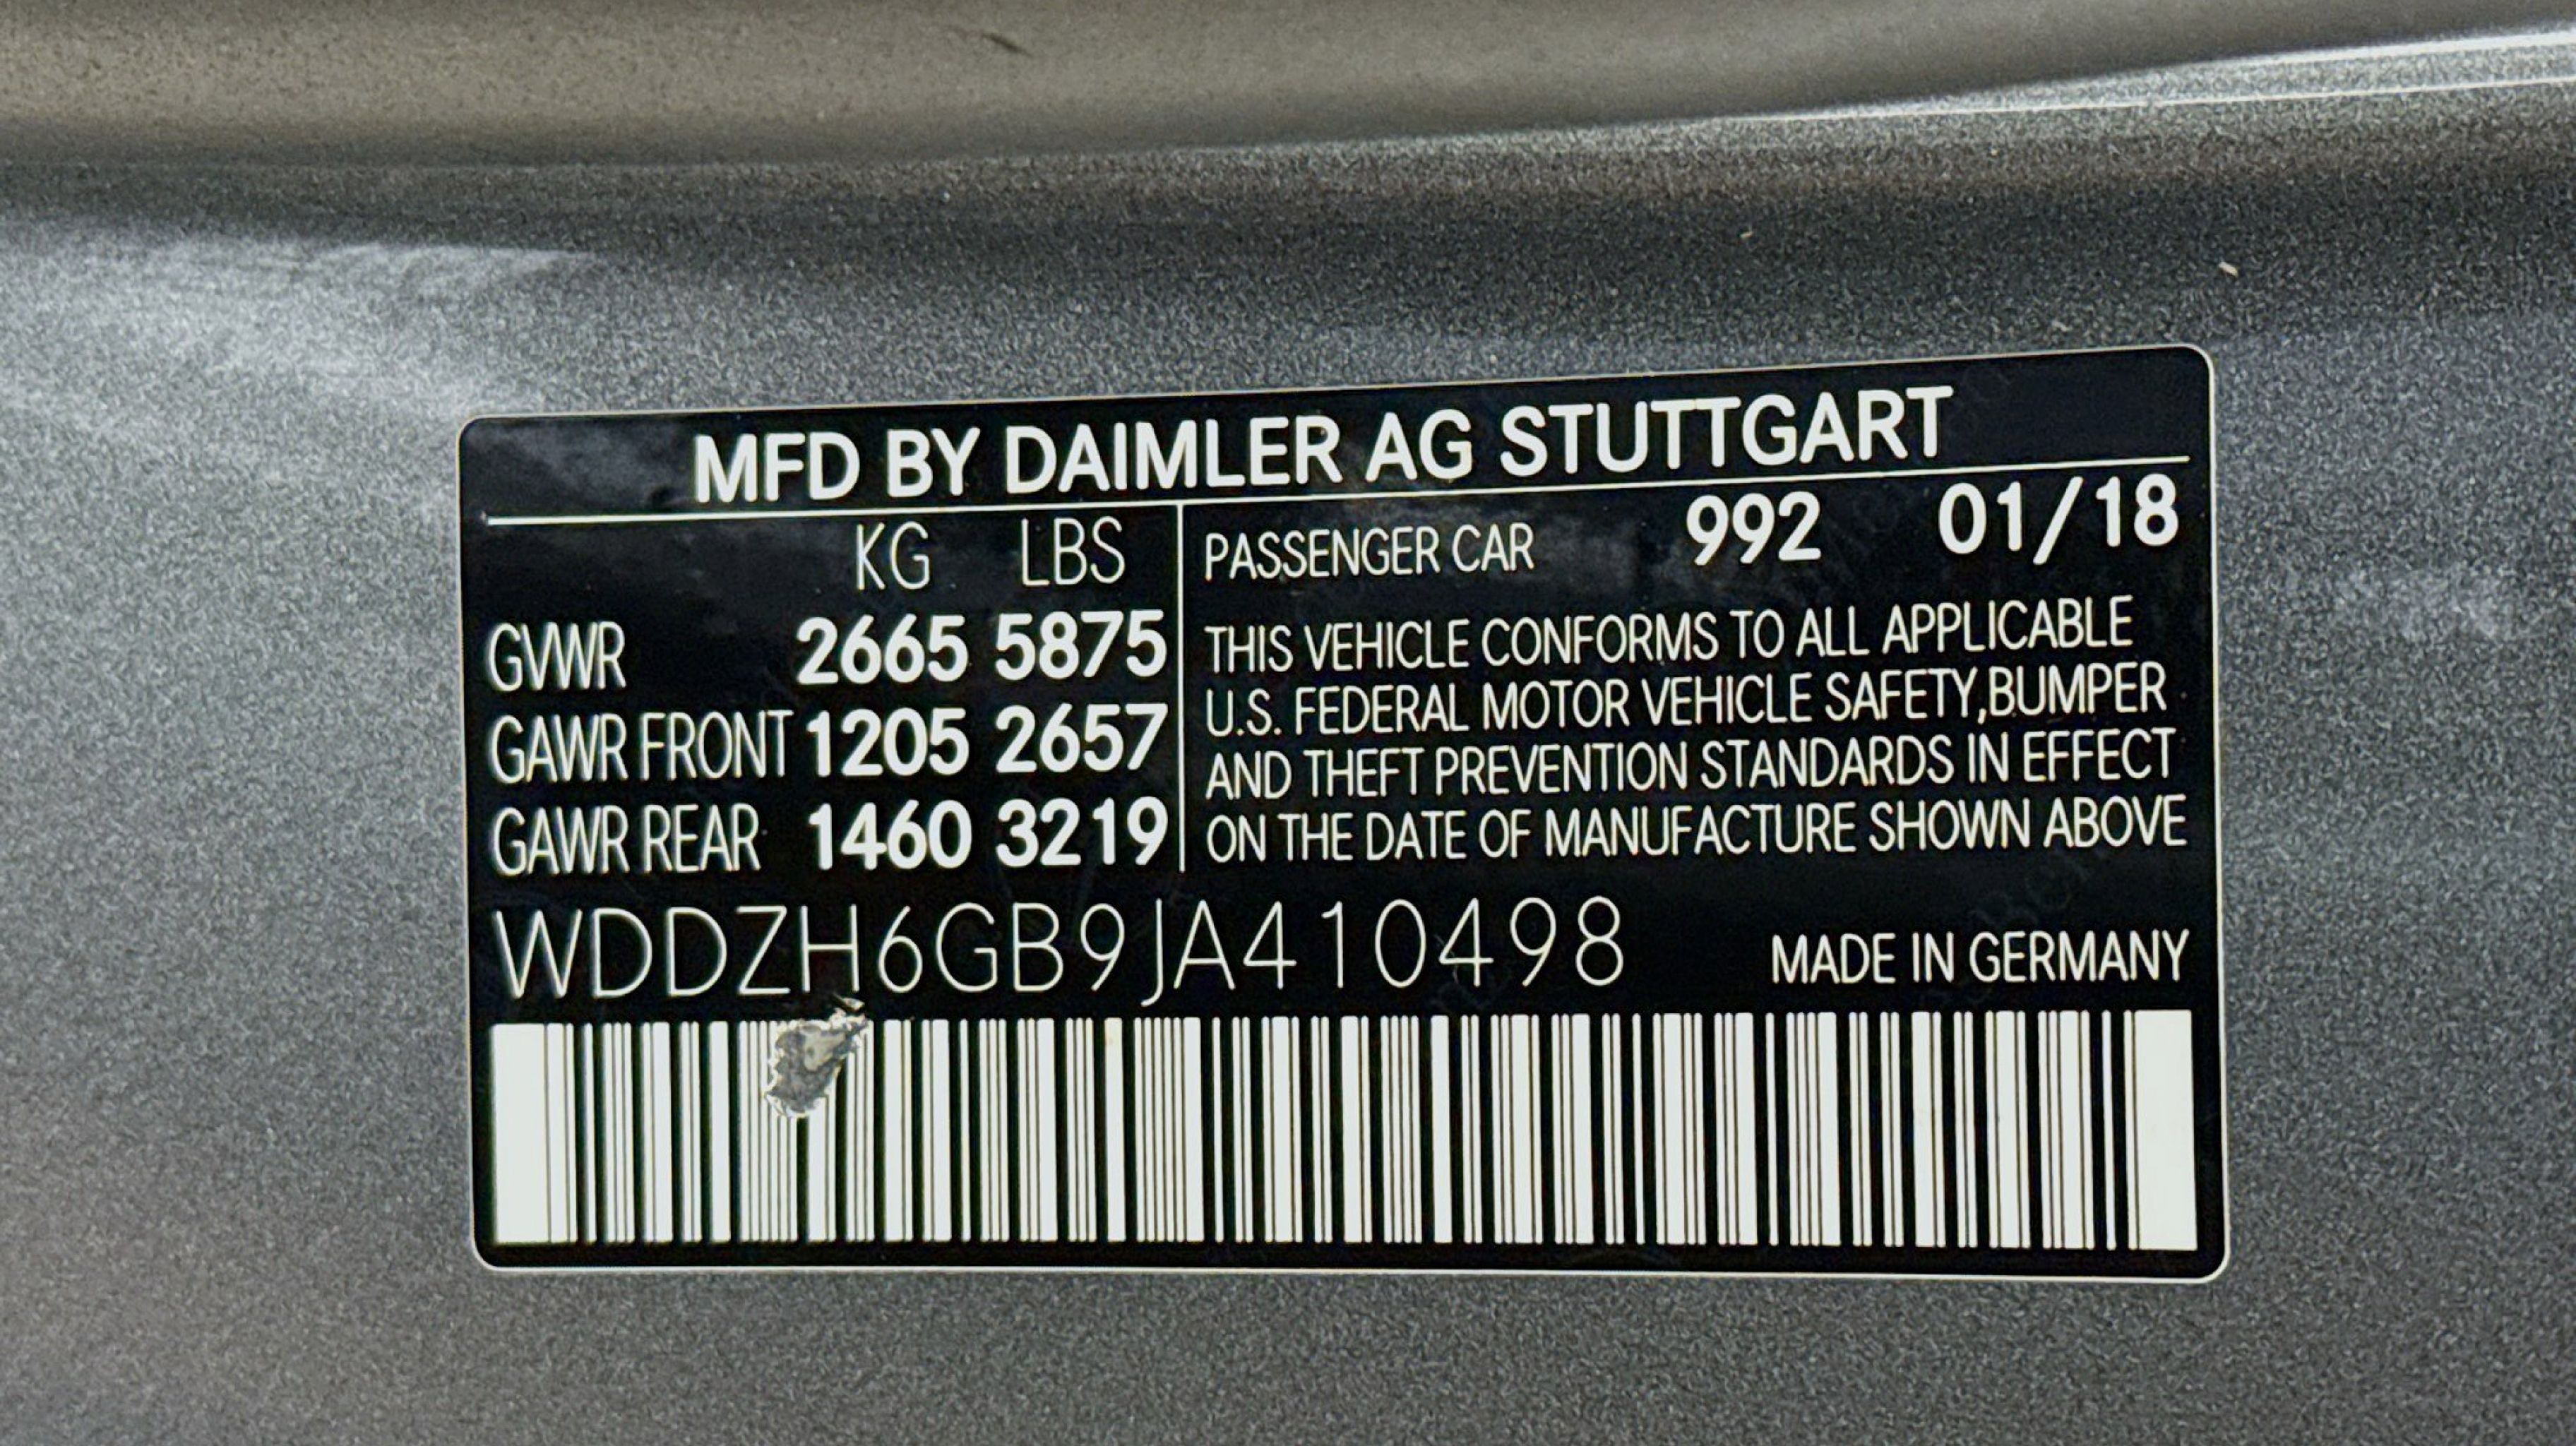 MFD BY DAIMLER AG STUTTGART
KG LBS
GVWR 2665 5875
GAWR FRONT 1205 2657
GAWR REAR 1460 3219
PASSENGER CAR 992 01/18
THIS VEHICLE CONFORMS TO ALL APPLICABLE
U.S. FEDERAL MOTOR VEHICLE SAFETY,BUMPER
AND THEFT PREVENTION STANDARDS IN EFFECT
ON THE DATE OF MANUFACTURE SHOWN ABOVE
WDDZH6GB9JA410498
MADE IN GERMANY